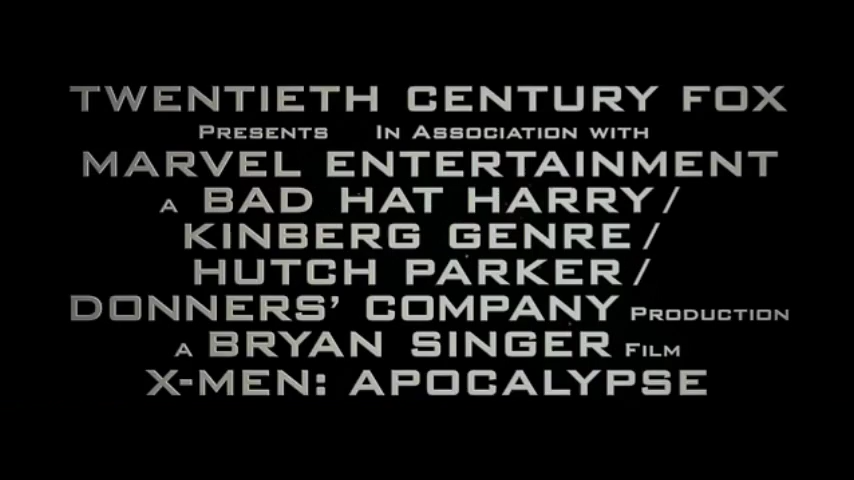 TWENTIETH CENTURY FOX
PRESENTS IN ASSOCIATION WITH
MARVEL ENTERTAINMENT
A BAD HAT HARRY/
KINBERG GENRE/
HUTCH PARKER/
DONNERS' COMPANY PRODUCTION
A BRYAN SINGER FILM
X-MEN: APOCALYPSE